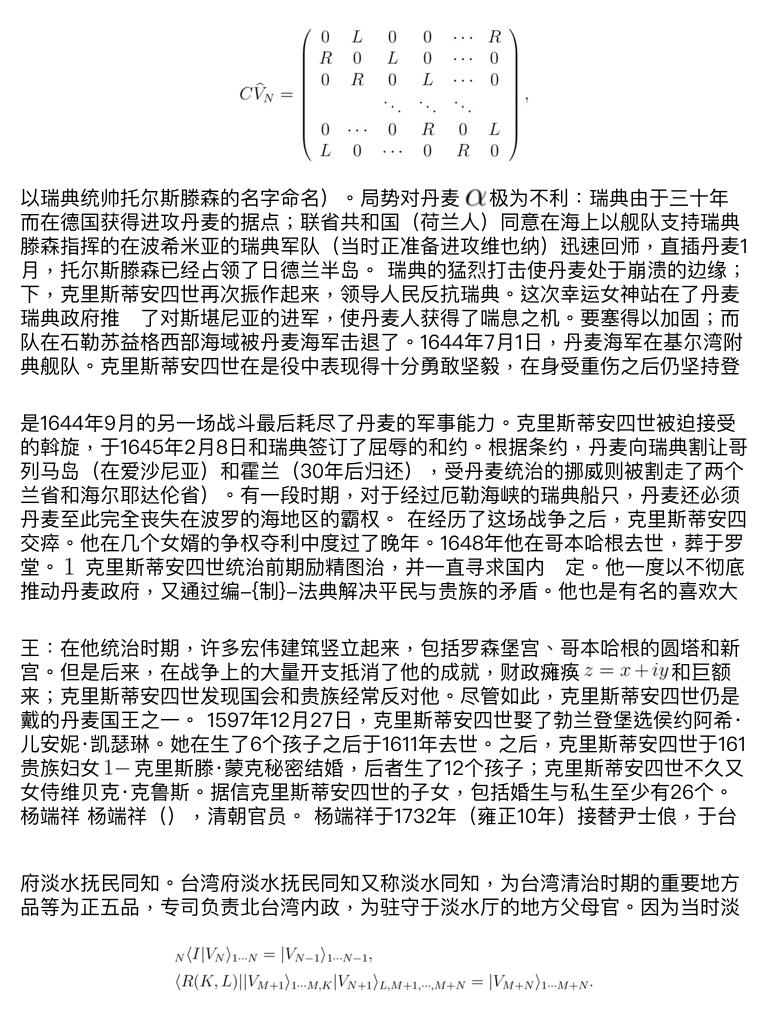 $C\widehat{V}_N = \begin{pmatrix} 0 & L & 0 & 0 & \cdots & R \\ R & 0 & L & 0 & \cdots & 0 \\ 0 & R & 0 & L & \cdots & 0 \\ & & \ddots & \ddots & \ddots & \\ 0 & \cdots & 0 & R & 0 & L \\ L & 0 & \cdots & 0 & R & 0 \end{pmatrix},$
以瑞典统帅托尔斯滕森的名字命名）。局势对丹麦 $\alpha$ 极为不利：瑞典由于三十年
而在德国获得进攻丹麦的据点；联省共和国（荷兰人）同意在海上以舰队支持瑞典
滕森指挥的在波希米亚的瑞典军队（当时正准备进攻维也纳）迅速回师，直插丹麦1
月，托尔斯滕森已经占领了日德兰半岛。 瑞典的猛烈打击使丹麦处于崩溃的边缘；
下，克里斯蒂安四世再次振作起来，领导人民反抗瑞典。这次幸运女神站在了丹麦
瑞典政府推 了对斯堪尼亚的进军，使丹麦人获得了喘息之机。要塞得以加固；而
队在石勒苏益格西部海域被丹麦海军击退了。1644年7月1日，丹麦海军在基尔湾附
典舰队。克里斯蒂安四世在是役中表现得十分勇敢坚毅，在身受重伤之后仍坚持登
是1644年9月的另一场战斗最后耗尽了丹麦的军事能力。克里斯蒂安四世被迫接受
的斡旋，于1645年2月8日和瑞典签订了屈辱的和约。根据条约，丹麦向瑞典割让哥
列马岛（在爱沙尼亚）和霍兰（30年后归还），受丹麦统治的挪威则被割走了两个
兰省和海尔耶达伦省）。有一段时期，对于经过厄勒海峡的瑞典船只，丹麦还必须
丹麦至此完全丧失在波罗的海地区的霸权。 在经历了这场战争之后，克里斯蒂安四
交瘁。他在几个女婿的争权夺利中度过了晚年。1648年他在哥本哈根去世，葬于罗
堂。1 克里斯蒂安四世统治前期励精图治，并一直寻求国内 定。他一度以不彻底
推动丹麦政府，又通过编–{制}–法典解决平民与贵族的矛盾。他也是有名的喜欢大
王：在他统治时期，许多宏伟建筑竖立起来，包括罗森堡宫、哥本哈根的圆塔和新
宫。但是后来，在战争上的大量开支抵消了他的成就，财政瘫痪 $z = x + iy$ 和巨额
来；克里斯蒂安四世发现国会和贵族经常反对他。尽管如此，克里斯蒂安四世仍是
戴的丹麦国王之一。 1597年12月27日，克里斯蒂安四世娶了勃兰登堡选侯约阿希·
儿安妮·凯瑟琳。她在生了6个孩子之后于1611年去世。之后，克里斯蒂安四世于161
贵族妇女 $1-$ 克里斯滕·蒙克秘密结婚，后者生了12个孩子；克里斯蒂安四世不久又
女侍维贝克·克鲁斯。据信克里斯蒂安四世的子女，包括婚生与私生至少有26个。
杨端祥 杨端祥（），清朝官员。 杨端祥于1732年（雍正10年）接替尹士俍，于台
府淡水抚民同知。台湾府淡水抚民同知又称淡水同知，为台湾清治时期的重要地方
品等为正五品，专司负责北台湾内政，为驻守于淡水厅的地方父母官。因为当时淡
${}_N\langle I|V_N\rangle_{1\cdots N} = |V_{N-1}\rangle_{1\cdots N-1},$
$\langle R(K,L)||V_{M+1}\rangle_{1\cdots M,K}|V_{N+1}\rangle_{L,M+1,\cdots,M+N} = |V_{M+N}\rangle_{1\cdots M+N}.$